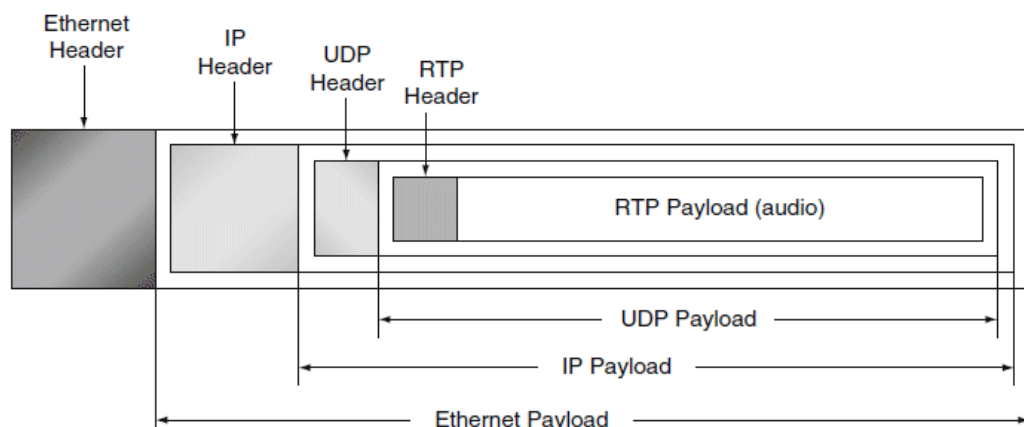 Ethernet
Header
IP
Header
UDP
Header
RTP
Header
RTP Payload (audio)
UDP Payload
IP Payload
Ethernet Payload